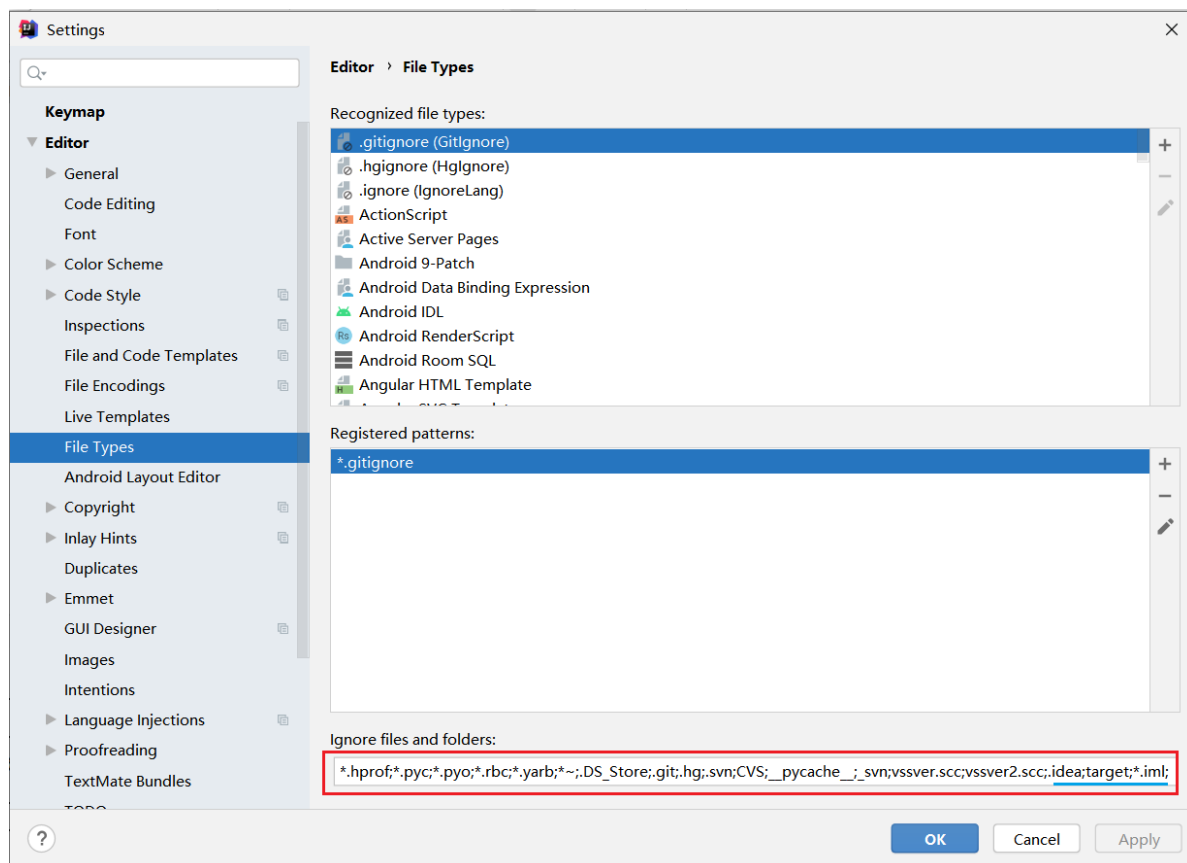 Settings
Editor › File Types
Keymap
Editor
General
Code Editing
Font
Color Scheme
Code Style
Inspections
File and Code Templates
File Encodings
Live Templates
File Types
Android Layout Editor
Copyright
Inlay Hints
Duplicates
Emmet
GUI Designer
Images
Intentions
Language Injections
Proofreading
TextMate Bundles
TODO
Recognized file types:
.gitignore (GitIgnore)
.hgignore (HgIgnore)
.ignore (IgnoreLang)
AS ActionScript
Active Server Pages
Android 9-Patch
Android Data Binding Expression
Android IDL
Rs Android RenderScript
Android Room SQL
H Angular HTML Template
Registered patterns:
*.gitignore
Ignore files and folders:
*.hprof;*.pyc;*.pyo;*.rbc;*.yarb;*~;.DS_Store;.git;.hg;.svn;CVS;__pycache__;_svn;vssver.scc;vssver2.scc;.idea;target;*.iml;
?
OK
Cancel
Apply